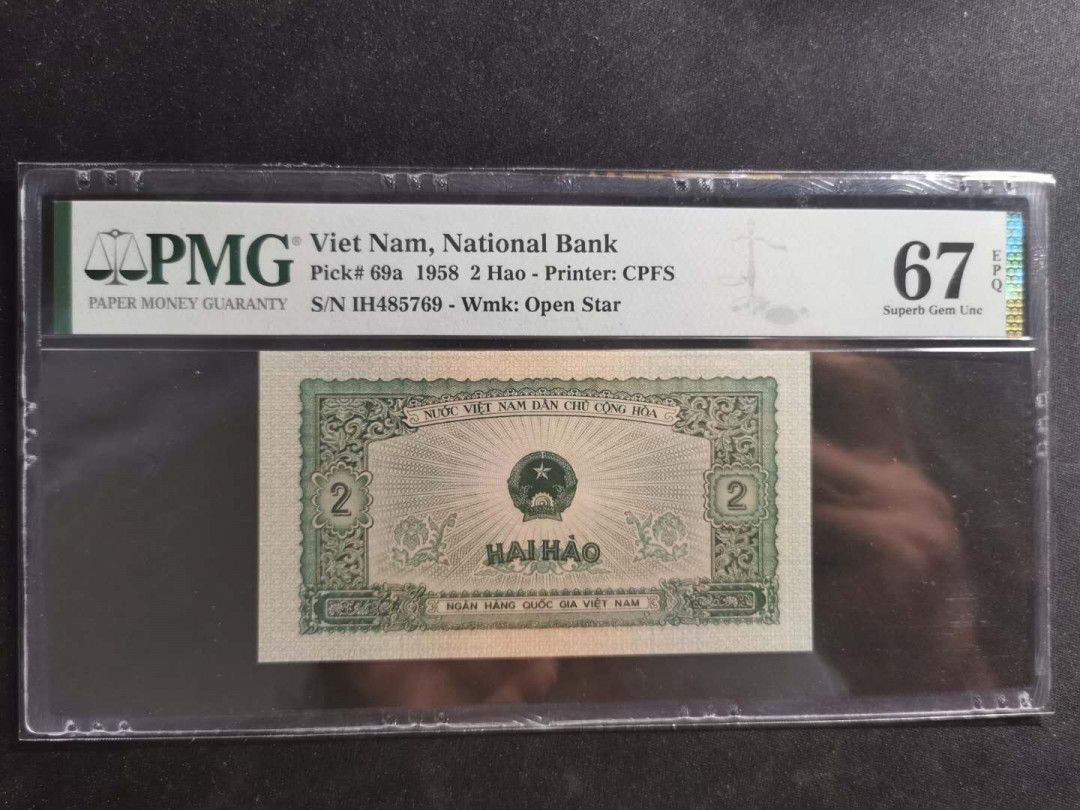 PMG®
PAPER MONEY GUARANTY
Viet Nam, National Bank
Pick# 69a 1958 2 Hao - Printer: CPFS
S/N IH485769 - Wmk: Open Star
67
EPQ
Superb Gem Unc
NƯỚC VIỆT NAM DÂN CHỦ CỘNG HÒA
2
2
HAI HÀO
NGÂN HÀNG QUỐC GIA VIỆT NAM